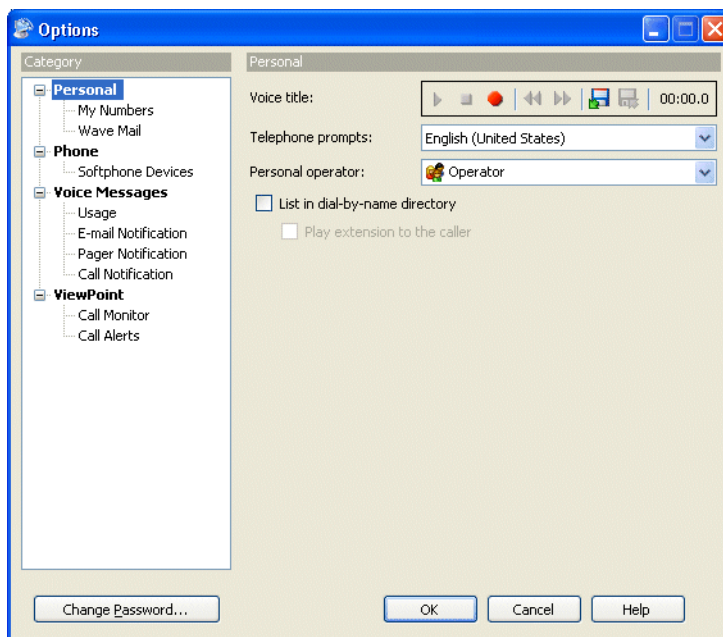 Options
Category
Personal
My Numbers
Wave Mail
Phone
Softphone Devices
Voice Messages
Usage
E-mail Notification
Pager Notification
Call Notification
ViewPoint
Call Monitor
Call Alerts
Personal
Voice title: 00:00.0
Telephone prompts: English (United States)
Personal operator: Operator
List in dial-by-name directory
Play extension to the caller
Change Password... OK Cancel Help